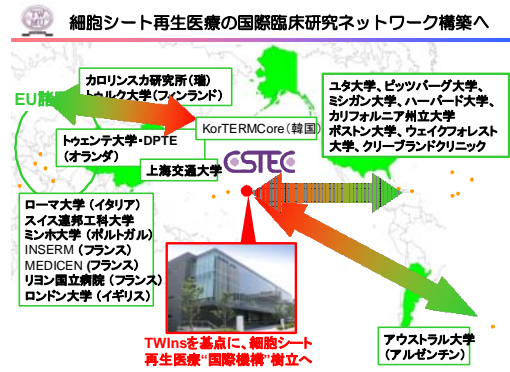 細胞シート再生医療の国際臨床研究ネットワーク構築へ
カロリンスカ研究所(瑞)
トゥルク大学(フィンランド)
EU諸
KorTERMCore(韓国)
トゥェンテ大学・DPTE
(オランダ)
上海交通大学
CSTEC
ユタ大学、ピッツバーグ大学、
ミシガン大学、ハーバード大学、
カリフォルニア州立大学
ボストン大学、ウェイクフォレスト
大学、クリーブランドクリニック
ローマ大学(イタリア)
スイス連邦工科大学
ミンホ大学(ポルトガル)
INSERM(フランス)
MEDICEN(フランス)
リヨン国立病院(フランス)
ロンドン大学(イギリス)
TWInsを基点に、細胞シート
再生医療“国際機構”樹立へ
アウストラル大学
(アルゼンチン)